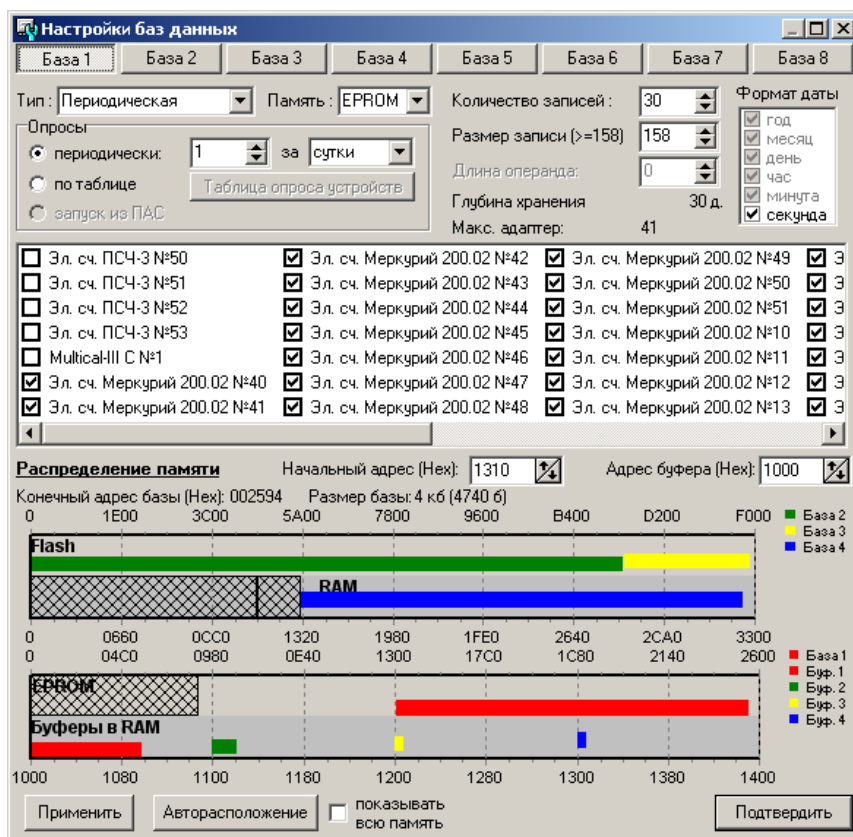 Настройки баз данных
База 1 База 2 База 3 База 4 База 5 База 6 База 7 База 8
Тип : Периодическая Память : EPROM Количество записей : 30 Формат даты
Опросы Размер записи (>=158) 158 год
периодически: 1 за сутки месяц
Длина операнда: 0 день
по таблице Таблица опроса устройств час
Глубина хранения 30 д. минута
запуск из ПАС Макс. адаптер: 41 секунда
Эл. сч. ПСЧ-3 №50 Эл. сч. Меркурий 200.02 №42 Эл. сч. Меркурий 200.02 №49 Э
Эл. сч. ПСЧ-3 №51 Эл. сч. Меркурий 200.02 №43 Эл. сч. Меркурий 200.02 №50 Э
Эл. сч. ПСЧ-3 №52 Эл. сч. Меркурий 200.02 №44 Эл. сч. Меркурий 200.02 №51 Э
Эл. сч. ПСЧ-3 №53 Эл. сч. Меркурий 200.02 №45 Эл. сч. Меркурий 200.02 №10 Э
Multical-III C №1 Эл. сч. Меркурий 200.02 №46 Эл. сч. Меркурий 200.02 №11 Э
Эл. сч. Меркурий 200.02 №40 Эл. сч. Меркурий 200.02 №47 Эл. сч. Меркурий 200.02 №12 Э
Эл. сч. Меркурий 200.02 №41 Эл. сч. Меркурий 200.02 №48 Эл. сч. Меркурий 200.02 №13 Э
Распределение памяти Начальный адрес (Hex): 1310 Адрес буфера (Hex): 1000
Конечный адрес базы (Hex): 002594 Размер базы: 4 кб (4740 б)
0 1E00 3C00 5A00 7800 9600 B400 D200 F000
База 2
База 3
База 4
Flash
RAM
0 0660 0CC0 1320 1980 1FE0 2640 2CA0 3300
0 04C0 0980 0E40 1300 17C0 1C80 2140 2600
База 1
Буф. 1
Буф. 2
Буф. 3
Буф. 4
EPROM
Буферы в RAM
1000 1080 1100 1180 1200 1280 1300 1380 1400
Применить Авторасположение показывать всю память Подтвердить